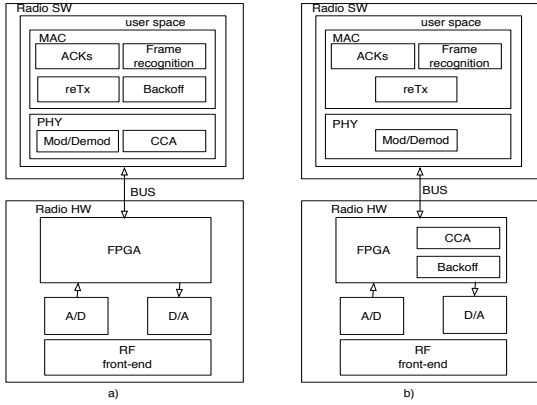 Radio SW
user space
MAC
ACKs
Frame
recognition
reTx
Backoff
PHY
Mod/Demod
CCA
BUS
Radio HW
FPGA
A/D
D/A
RF
front-end
a)
Radio SW
user space
MAC
ACKs
Frame
recognition
reTx
PHY
Mod/Demod
BUS
Radio HW
FPGA
CCA
Backoff
A/D
D/A
RF
front-end
b)